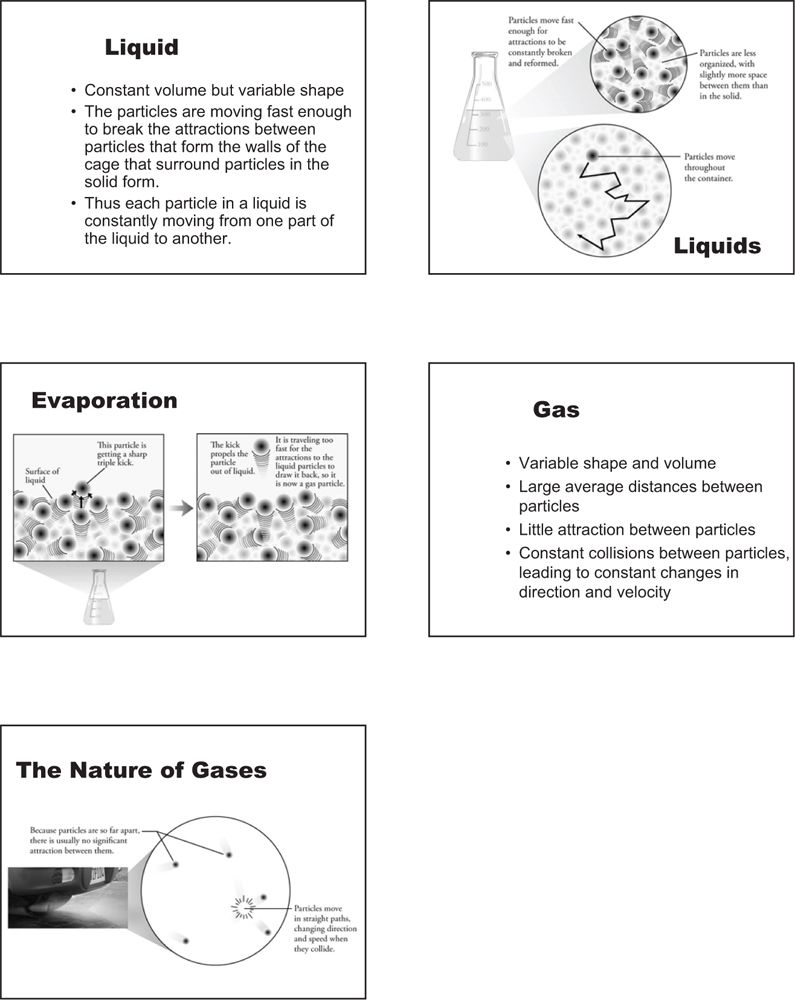 Liquid
• Constant volume but variable shape
• The particles are moving fast enough
to break the attractions between
particles that form the walls of the
cage that surround particles in the
solid form.
• Thus each particle in a liquid is
constantly moving from one part of
the liquid to another.
Particles move fast
enough for
attractions to be
constantly broken
and reformed.
Particles are less
organized, with
slightly more space
between them than
in the solid.
500
400
300
200
100
Particles move
throughout
the container.
Liquids
Evaporation
This particle is
getting a sharp
triple kick.
Surface of
liquid
The kick
propels the
particle
out of liquid.
It is traveling too
fast for the
attractions to the
liquid particles to
draw it back, so it
is now a gas particle.
Gas
• Variable shape and volume
• Large average distances between
particles
• Little attraction between particles
• Constant collisions between particles,
leading to constant changes in
direction and velocity
The Nature of Gases
Because particles are so far apart,
there is usually no significant
attraction between them.
Particles move
in straight paths,
changing direction
and speed when
they collide.